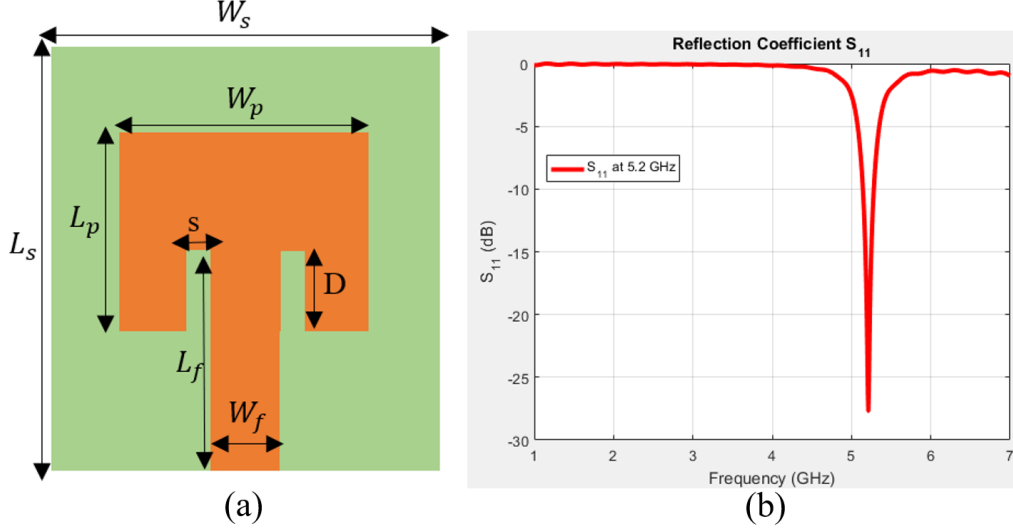 W_s
W_p
L_p
s
L_s
D
L_f
W_f
(a)
Reflection Coefficient S_11
0
-5
-10
-15
-20
-25
-30
S_11 (dB)
S_11 at 5.2 GHz
1 2 3 4 5 6 7
Frequency (GHz)
(b)